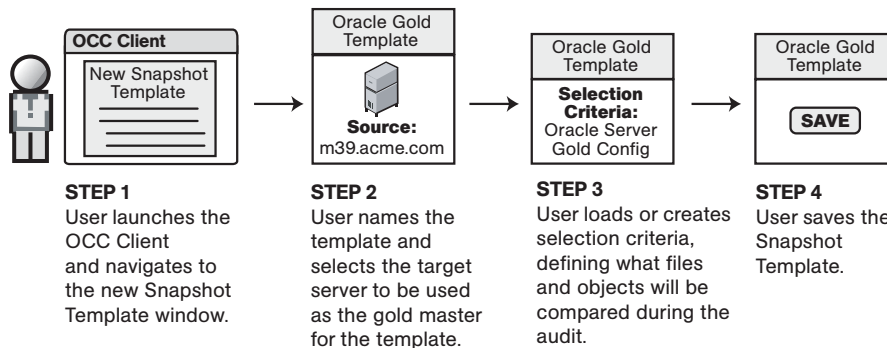 OCC Client
New Snapshot
Template
Oracle Gold
Template
Source:
m39.acme.com
Oracle Gold
Template
Selection
Criteria:
Oracle Server
Gold Config
Oracle Gold
Template
SAVE
STEP 1
User launches the
OCC Client
and navigates to
the new Snapshot
Template window.
STEP 2
User names the
template and
selects the target
server to be used
as the gold master
for the template.
STEP 3
User loads or creates
selection criteria,
defining what files
and objects will be
compared during the
audit.
STEP 4
User saves the
Snapshot
Template.